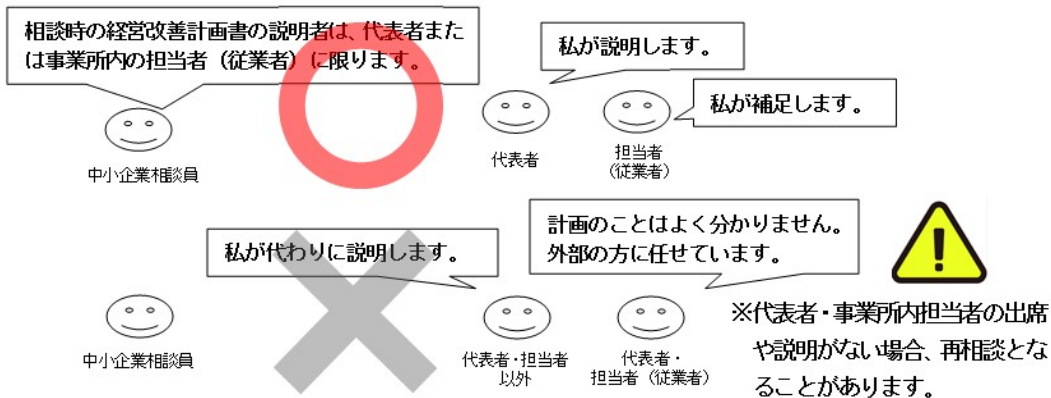 相談時の経営改善計画書の説明者は、代表者また
は事業所内の担当者（従業者）に限ります。
私が説明します。
私が補足します。
中小企業相談員
代表者
担当者
（従業者）
計画のことはよく分かりません。
外部の方に任せています。
私が代わりに説明します。
中小企業相談員
代表者・担当者
以外
代表者・
担当者（従業者）
※代表者・事業所内担当者の出席
や説明がない場合、再相談とな
ることがあります。